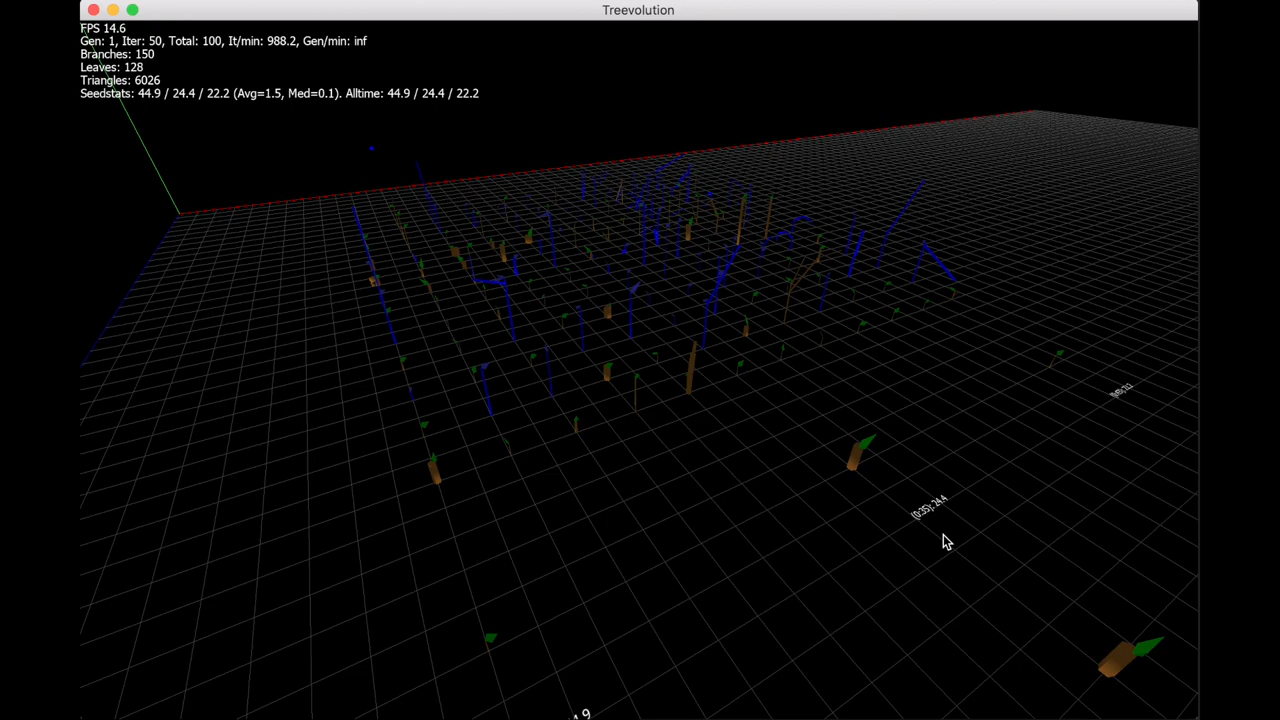 Treevolution
FPS 14.6
Gen: 1, Iter: 50, Total: 100, It/min: 988.2, Gen/min: inf
Branches: 150
Leaves: 128
Triangles: 6026
Seedstats: 44.9 / 24.4 / 22.2 (Avg=1.5, Med=0.1). Alltime: 44.9 / 24.4 / 22.2
(0:35): 24.4